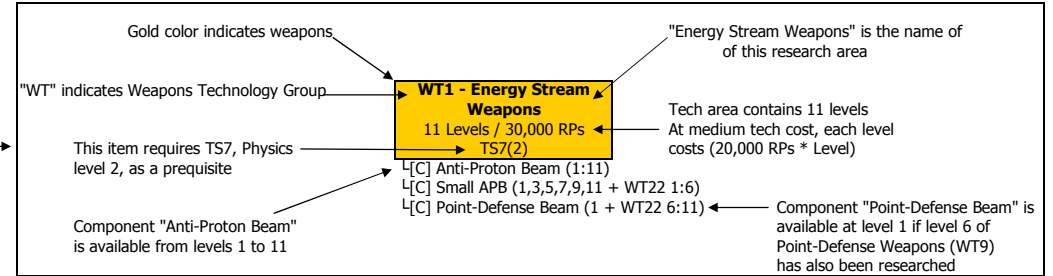 Gold color indicates weapons
"Energy Stream Weapons" is the name of
of this research area
"WT" indicates Weapons Technology Group
WT1 - Energy Stream
Weapons
11 Levels / 30,000 RPs
TS7(2)
Tech area contains 11 levels
At medium tech cost, each level
costs (20,000 RPs * Level)
This item requires TS7, Physics
level 2, as a prequisite
└[C] Anti-Proton Beam (1:11)
└[C] Small APB (1,3,5,7,9,11 + WT22 1:6)
└[C] Point-Defense Beam (1 + WT22 6:11)
Component "Anti-Proton Beam"
is available from levels 1 to 11
Component "Point-Defense Beam" is
available at level 1 if level 6 of
Point-Defense Weapons (WT9)
has also been researched